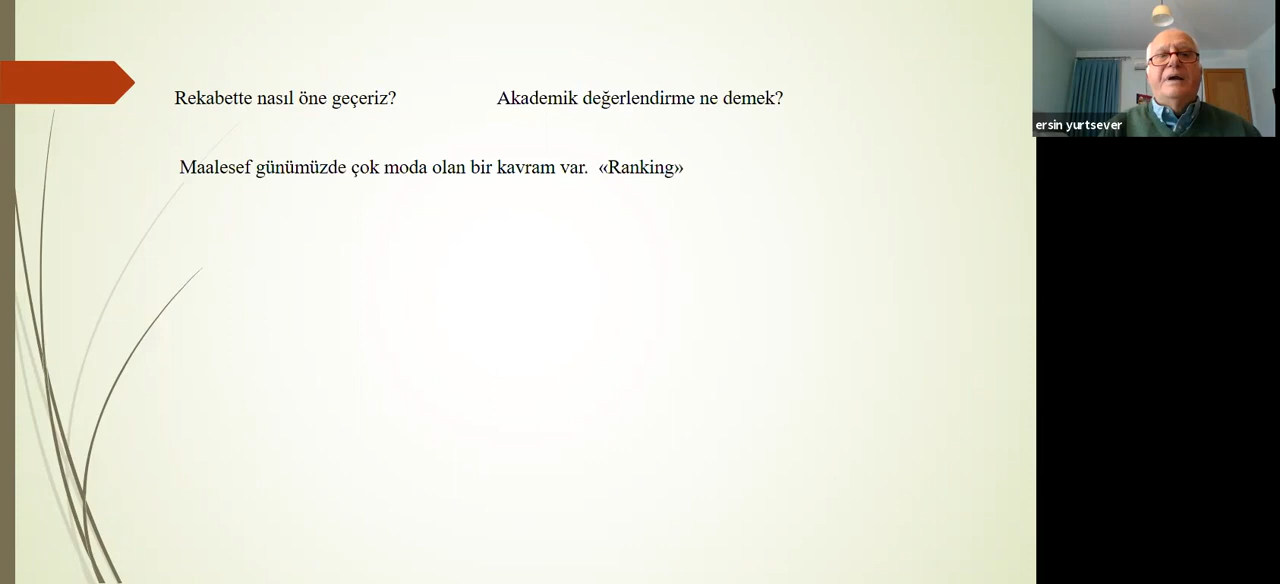 Rekabette nasıl öne geçeriz? Akademik değerlendirme ne demek?
Maalesef günümüzde çok moda olan bir kavram var. «Ranking»
ersin yurtsever